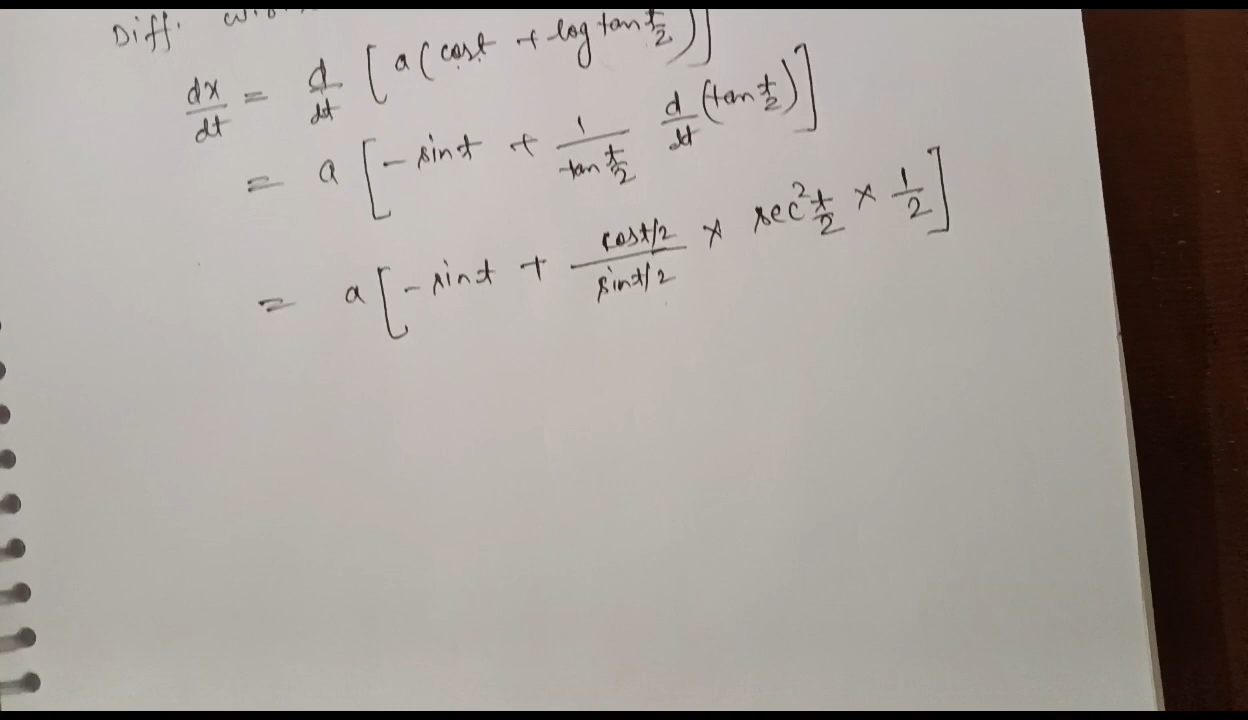 Diff.
dx/dt = d/dt [a(cost + log tan t/2)]
= a [- sint + 1/(tan t/2) d/dt (tan t/2)]
= a [- sint + (cost/2)/(sint/2) × sec² t/2 × 1/2]